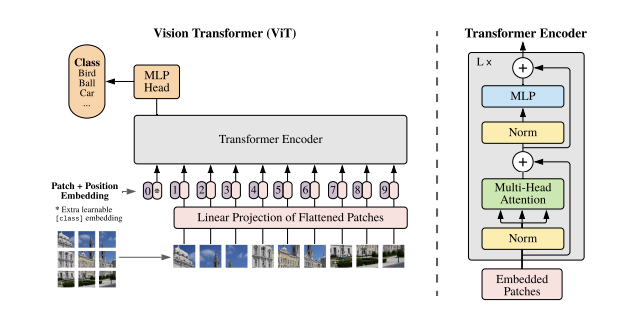 Vision Transformer (ViT)
Class
Bird
Ball
Car
...
MLP
Head
Transformer Encoder
Patch + Position
Embedding
* Extra learnable
[class] embedding
0 * 1 2 3 4 5 6 7 8 9
Linear Projection of Flattened Patches
Transformer Encoder
L x
+
MLP
Norm
+
Multi-Head
Attention
Norm
Embedded
Patches